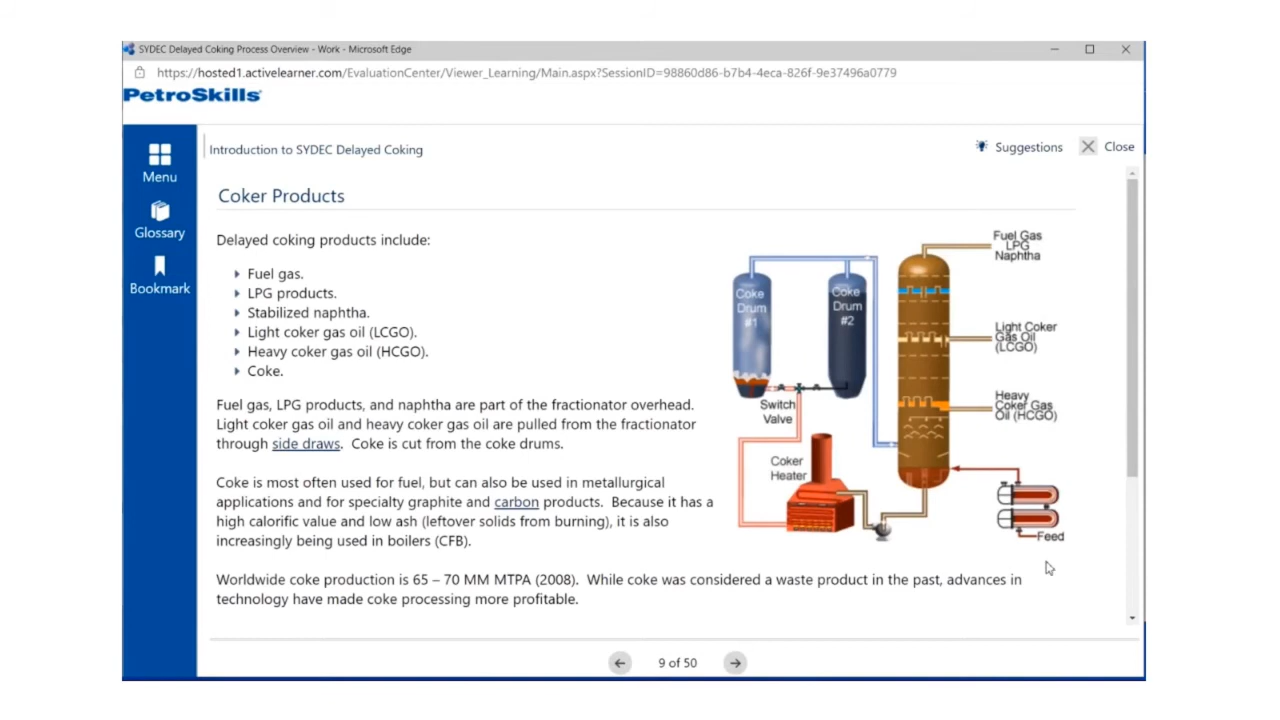 SYDEC Delayed Coking Process Overview - Work - Microsoft Edge
https://hosted1.activelearner.com/EvaluationCenter/Viewer_Learning/Main.aspx?SessionID=98860d86-b7b4-4eca-826f-9e37496a0779
PetroSkills
Menu
Glossary
Bookmark
Introduction to SYDEC Delayed Coking
Suggestions
Close
Coker Products
Delayed coking products include:
Fuel gas.
LPG products.
Stabilized naphtha.
Light coker gas oil (LCGO).
Heavy coker gas oil (HCGO).
Coke.
Fuel gas, LPG products, and naphtha are part of the fractionator overhead.
Light coker gas oil and heavy coker gas oil are pulled from the fractionator
through side draws. Coke is cut from the coke drums.
Coke is most often used for fuel, but can also be used in metallurgical
applications and for specialty graphite and carbon products. Because it has a
high calorific value and low ash (leftover solids from burning), it is also
increasingly being used in boilers (CFB).
Worldwide coke production is 65 – 70 MM MTPA (2008). While coke was considered a waste product in the past, advances in
technology have made coke processing more profitable.
Fuel Gas
LPG
Naphtha
Coke
Drum
#1
Coke
Drum
#2
Light Coker
Gas Oil
(LCGO)
Heavy
Coker Gas
Oil (HCGO)
Switch
Valve
Coker
Heater
Feed
9 of 50